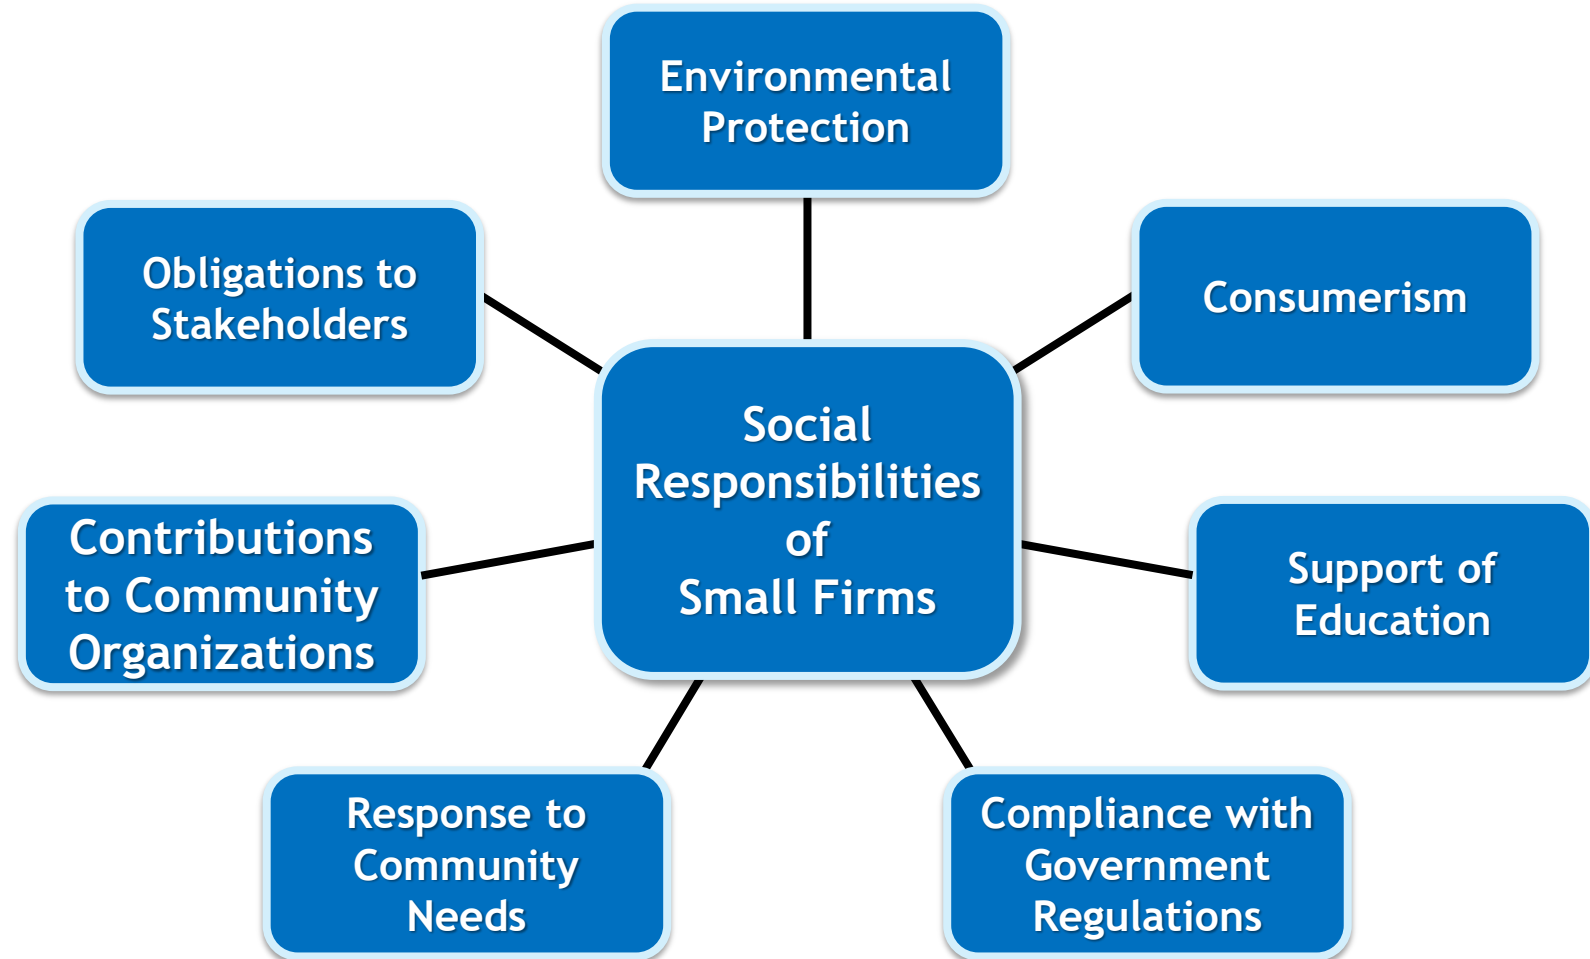 Environmental
Protection
Obligations to
Stakeholders
Consumerism
Social
Responsibilities
of
Small Firms
Contributions
to Community
Organizations
Support of
Education
Response to
Community
Needs
Compliance with
Government
Regulations